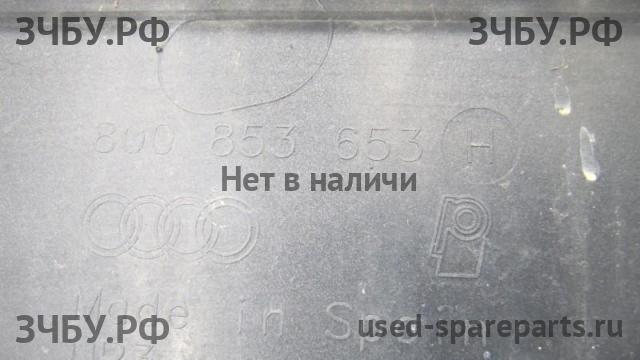 ЗЧБУ.РФ ЗЧБУ.РФ
8U0 853 653 H
Нет в наличи
Made in Spain
ЗЧБУ.РФ used-spareparts.ru